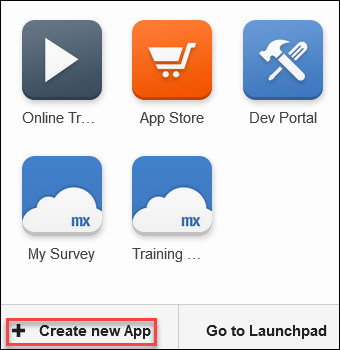 Online Tr...
App Store
Dev Portal
mx
mx
My Survey
Training ...
Create new App
Go to Launchpad